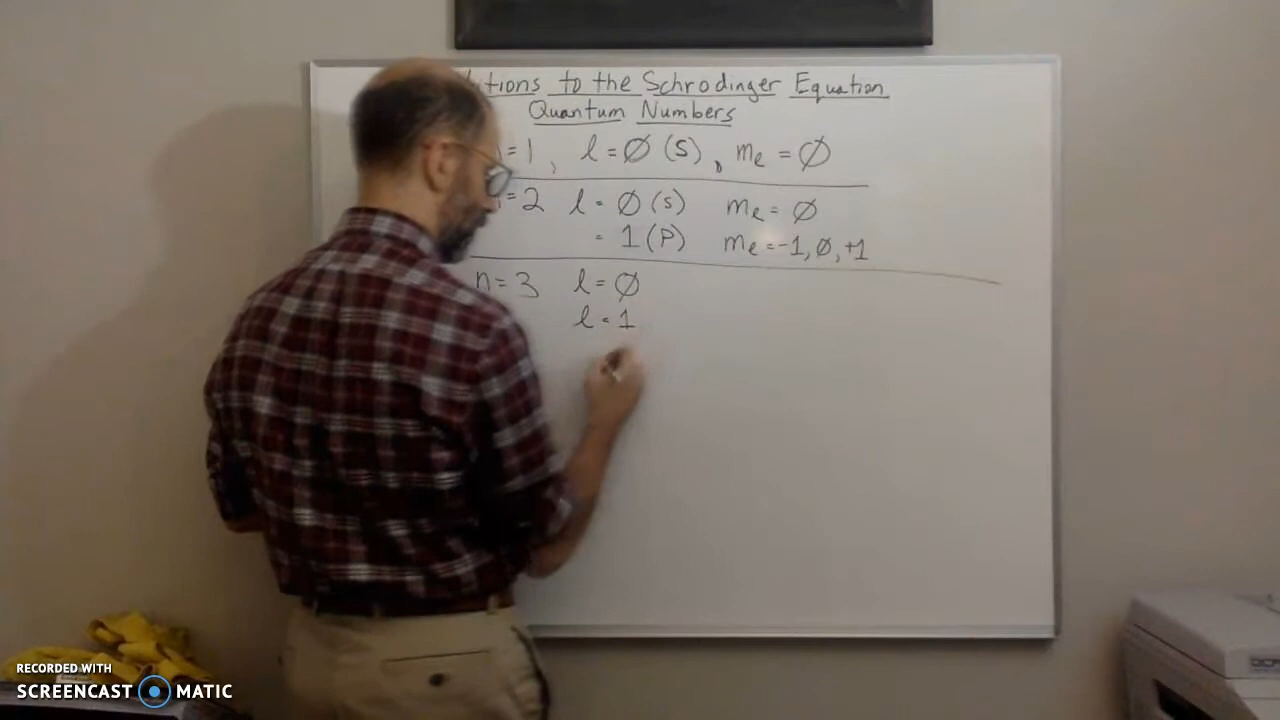 to the Schrodinger Equation
Quantum Numbers
= 1, l = Ø (s), mℓ = Ø
= 2 l = Ø (s) mℓ = Ø
= 1 (p) mℓ = -1, Ø, +1
n = 3 l = Ø
l = 1
RECORDED WITH
SCREENCAST MATIC